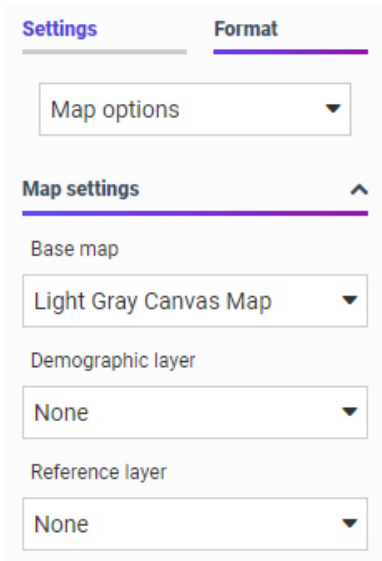 Settings Format
Map options
Map settings
Base map
Light Gray Canvas Map
Demographic layer
None
Reference layer
None